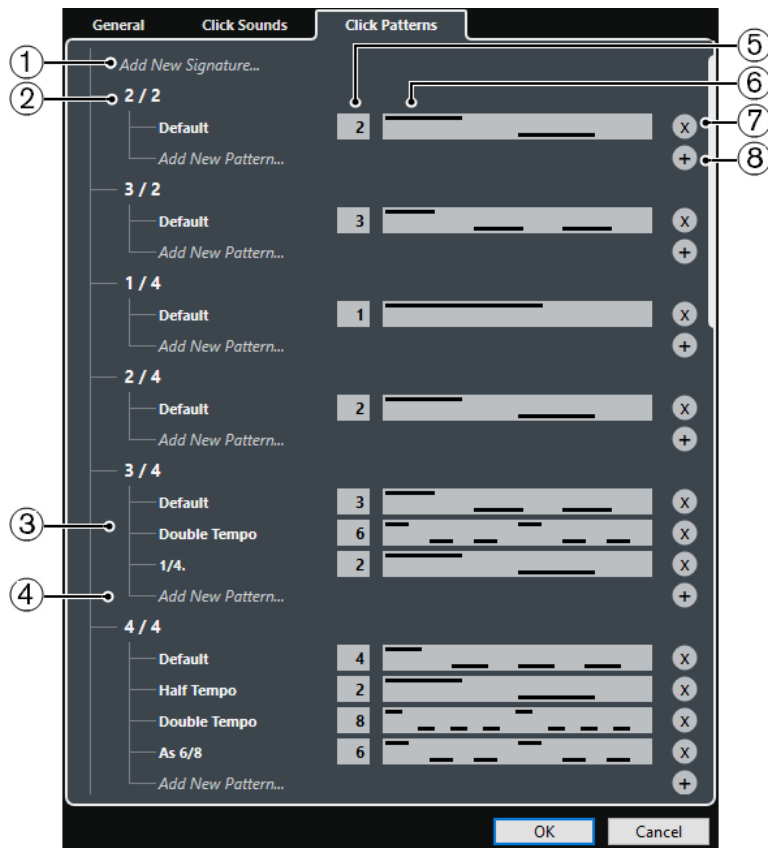 General Click Sounds Click Patterns
① Add New Signature... ⑤
② 2 / 2 ⑥
Default 2 X ⑦
Add New Pattern... + ⑧
3 / 2
Default 3 X
Add New Pattern... +
1 / 4
Default 1 X
Add New Pattern... +
2 / 4
Default 2 X
Add New Pattern... +
3 / 4
Default 3 X
③ Double Tempo 6 X
1/4. 2 X
④ Add New Pattern... +
4 / 4
Default 4 X
Half Tempo 2 X
Double Tempo 8 X
As 6/8 6 X
Add New Pattern... +
OK Cancel